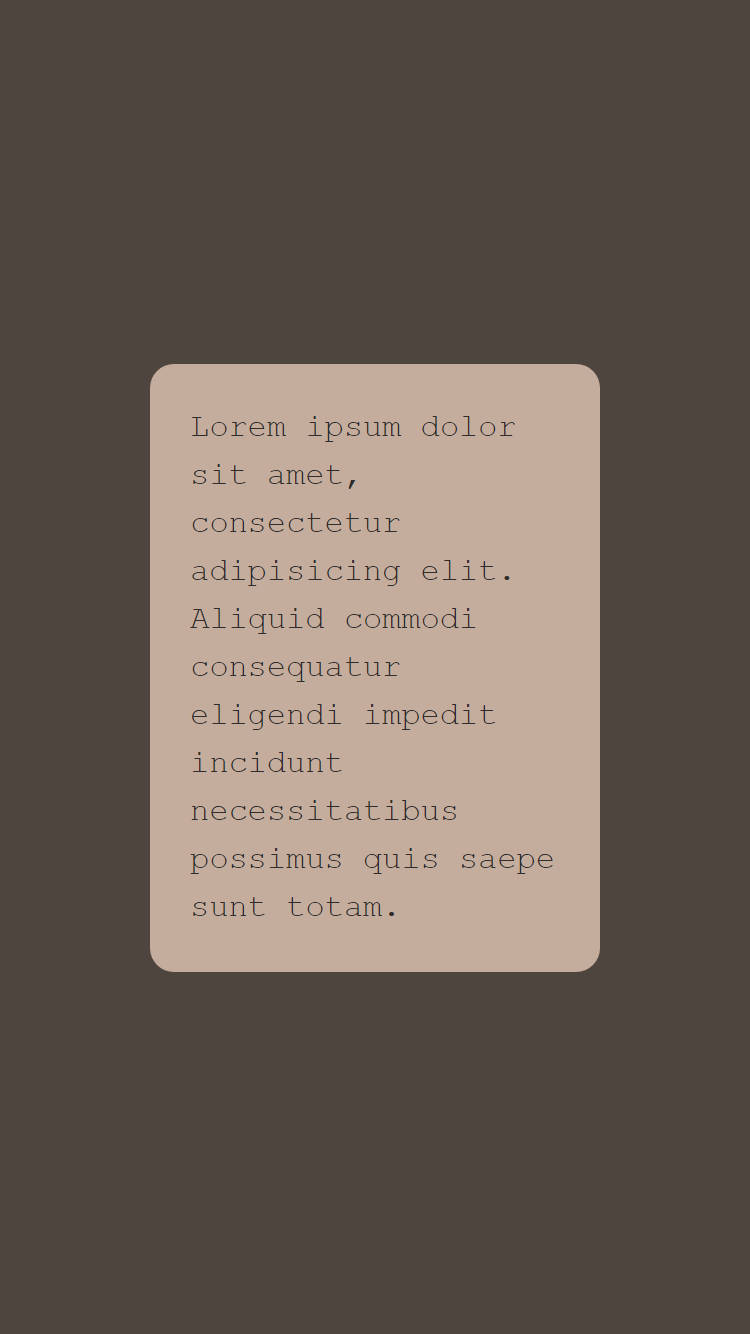 Lorem ipsum dolor
sit amet,
consectetur
adipisicing elit.
Aliquid commodi
consequatur
eligendi impedit
incidunt
necessitatibus
possimus quis saepe
sunt totam.